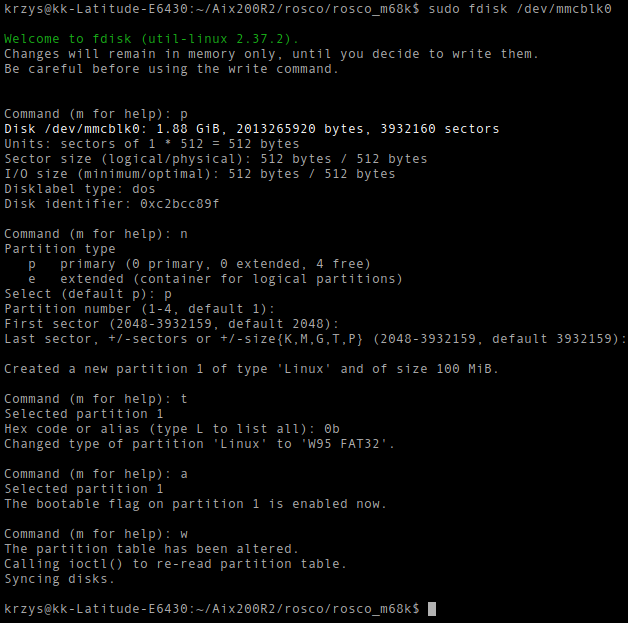 krzys@kk-Latitude-E6430:~/Aix200R2/rosco/rosco_m68k$ sudo fdisk /dev/mmcblk0
Welcome to fdisk (util-linux 2.37.2).
Changes will remain in memory only, until you decide to write them.
Be careful before using the write command.
Command (m for help): p
Disk /dev/mmcblk0: 1.88 GiB, 2013265920 bytes, 3932160 sectors
Units: sectors of 1 * 512 = 512 bytes
Sector size (logical/physical): 512 bytes / 512 bytes
I/O size (minimum/optimal): 512 bytes / 512 bytes
Disklabel type: dos
Disk identifier: 0xc2bcc89f
Command (m for help): n
Partition type
   p   primary (0 primary, 0 extended, 4 free)
   e   extended (container for logical partitions)
Select (default p): p
Partition number (1-4, default 1):
First sector (2048-3932159, default 2048):
Last sector, +/-sectors or +/-size{K,M,G,T,P} (2048-3932159, default 3932159):
Created a new partition 1 of type 'Linux' and of size 100 MiB.
Command (m for help): t
Selected partition 1
Hex code or alias (type L to list all): 0b
Changed type of partition 'Linux' to 'W95 FAT32'.
Command (m for help): a
Selected partition 1
The bootable flag on partition 1 is enabled now.
Command (m for help): w
The partition table has been altered.
Calling ioctl() to re-read partition table.
Syncing disks.
krzys@kk-Latitude-E6430:~/Aix200R2/rosco/rosco_m68k$